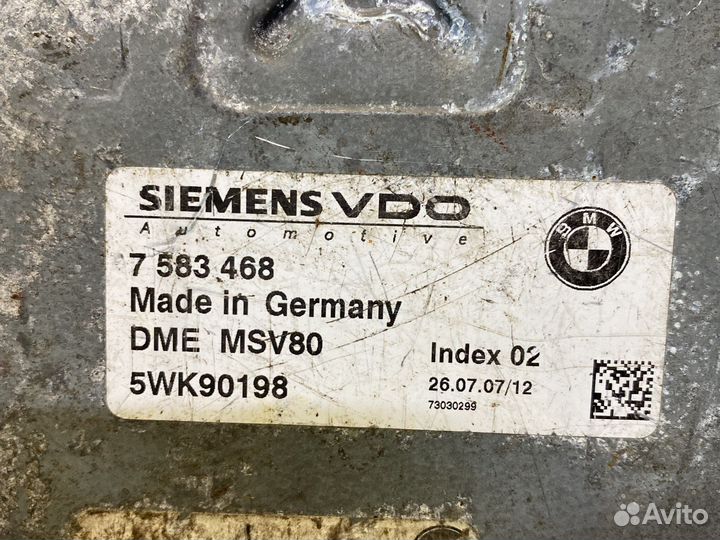 SIEMENS VDO
Automotive
BMW
7 583 468
Made in Germany
DME MSV80
Index 02
5WK90198
26.07.07/12
73030299
Avito